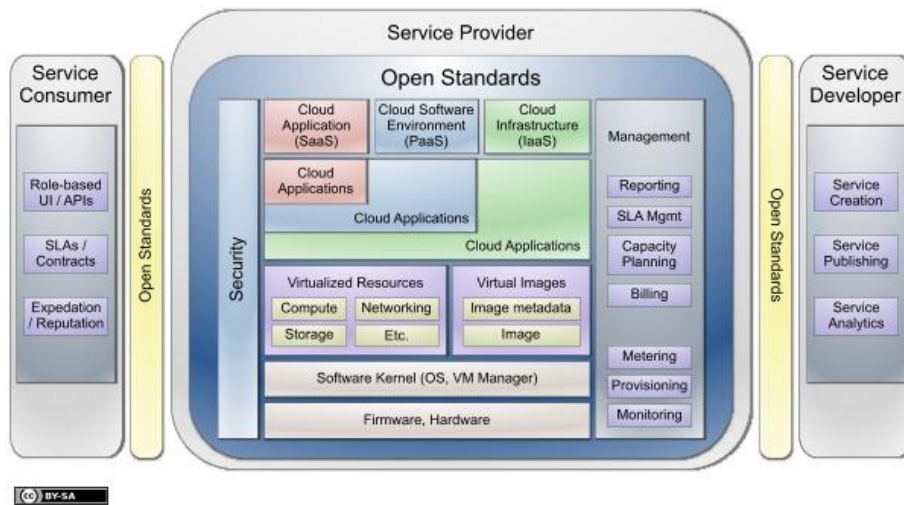 Service Provider
Service
Consumer
Role-based
UI / APIs
SLAs /
Contracts
Expedation
/ Reputation
Open Standards
Open Standards
Security
Cloud
Application
(SaaS)
Cloud Software
Environment
(PaaS)
Cloud
Infrastructure
(IaaS)
Cloud
Applications
Cloud Applications
Cloud Applications
Virtualized Resources
Compute
Networking
Storage
Etc.
Virtual Images
Image metadata
Image
Software Kernel (OS, VM Manager)
Firmware, Hardware
Management
Reporting
SLA Mgmt
Capacity
Planning
Billing
Metering
Provisioning
Monitoring
Open Standards
Service
Developer
Service
Creation
Service
Publishing
Service
Analytics
cc BY-SA